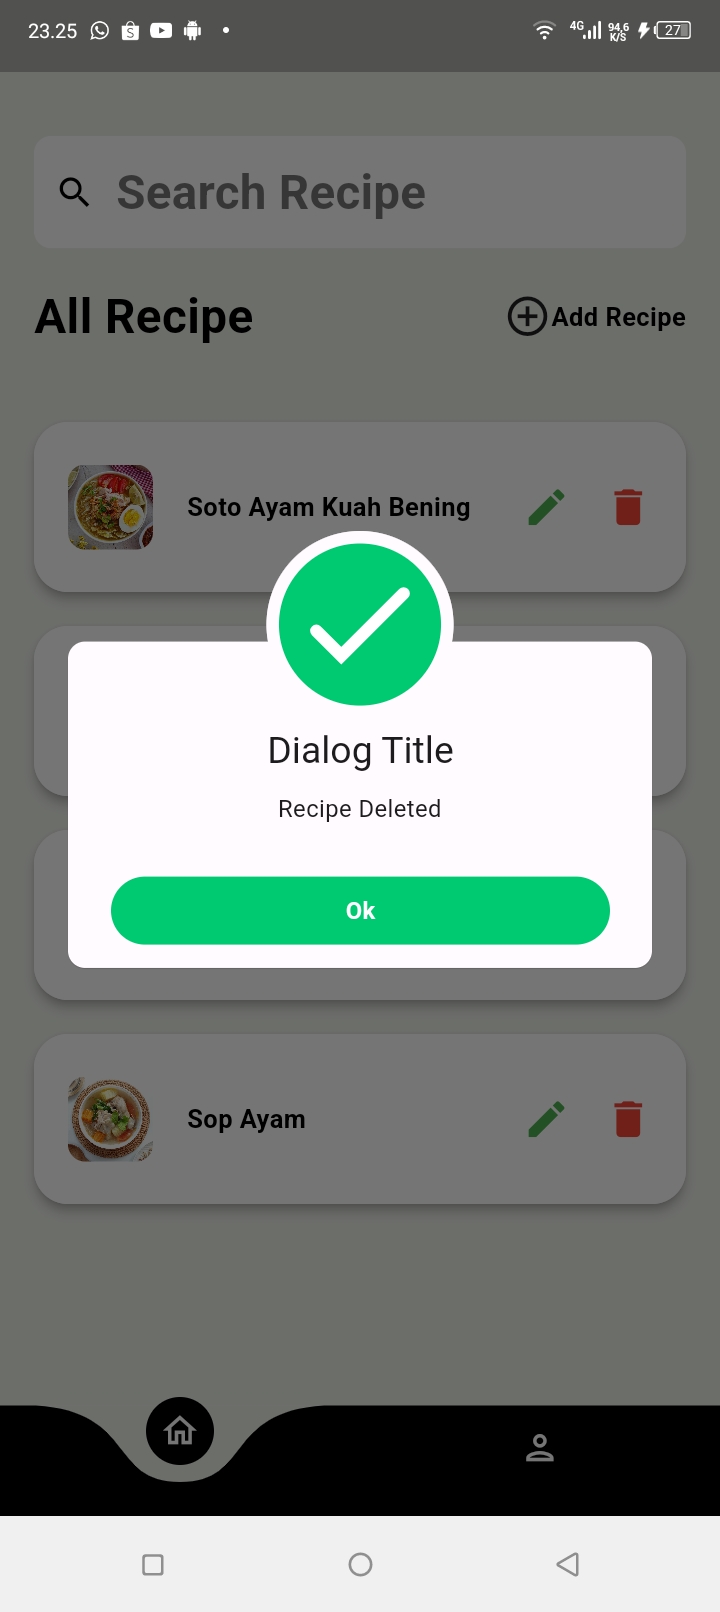 23.25
4G
94,6
K/S
27
Search Recipe
All Recipe
Add Recipe
Soto Ayam Kuah Bening
Dialog Title
Recipe Deleted
Ok
Sop Ayam